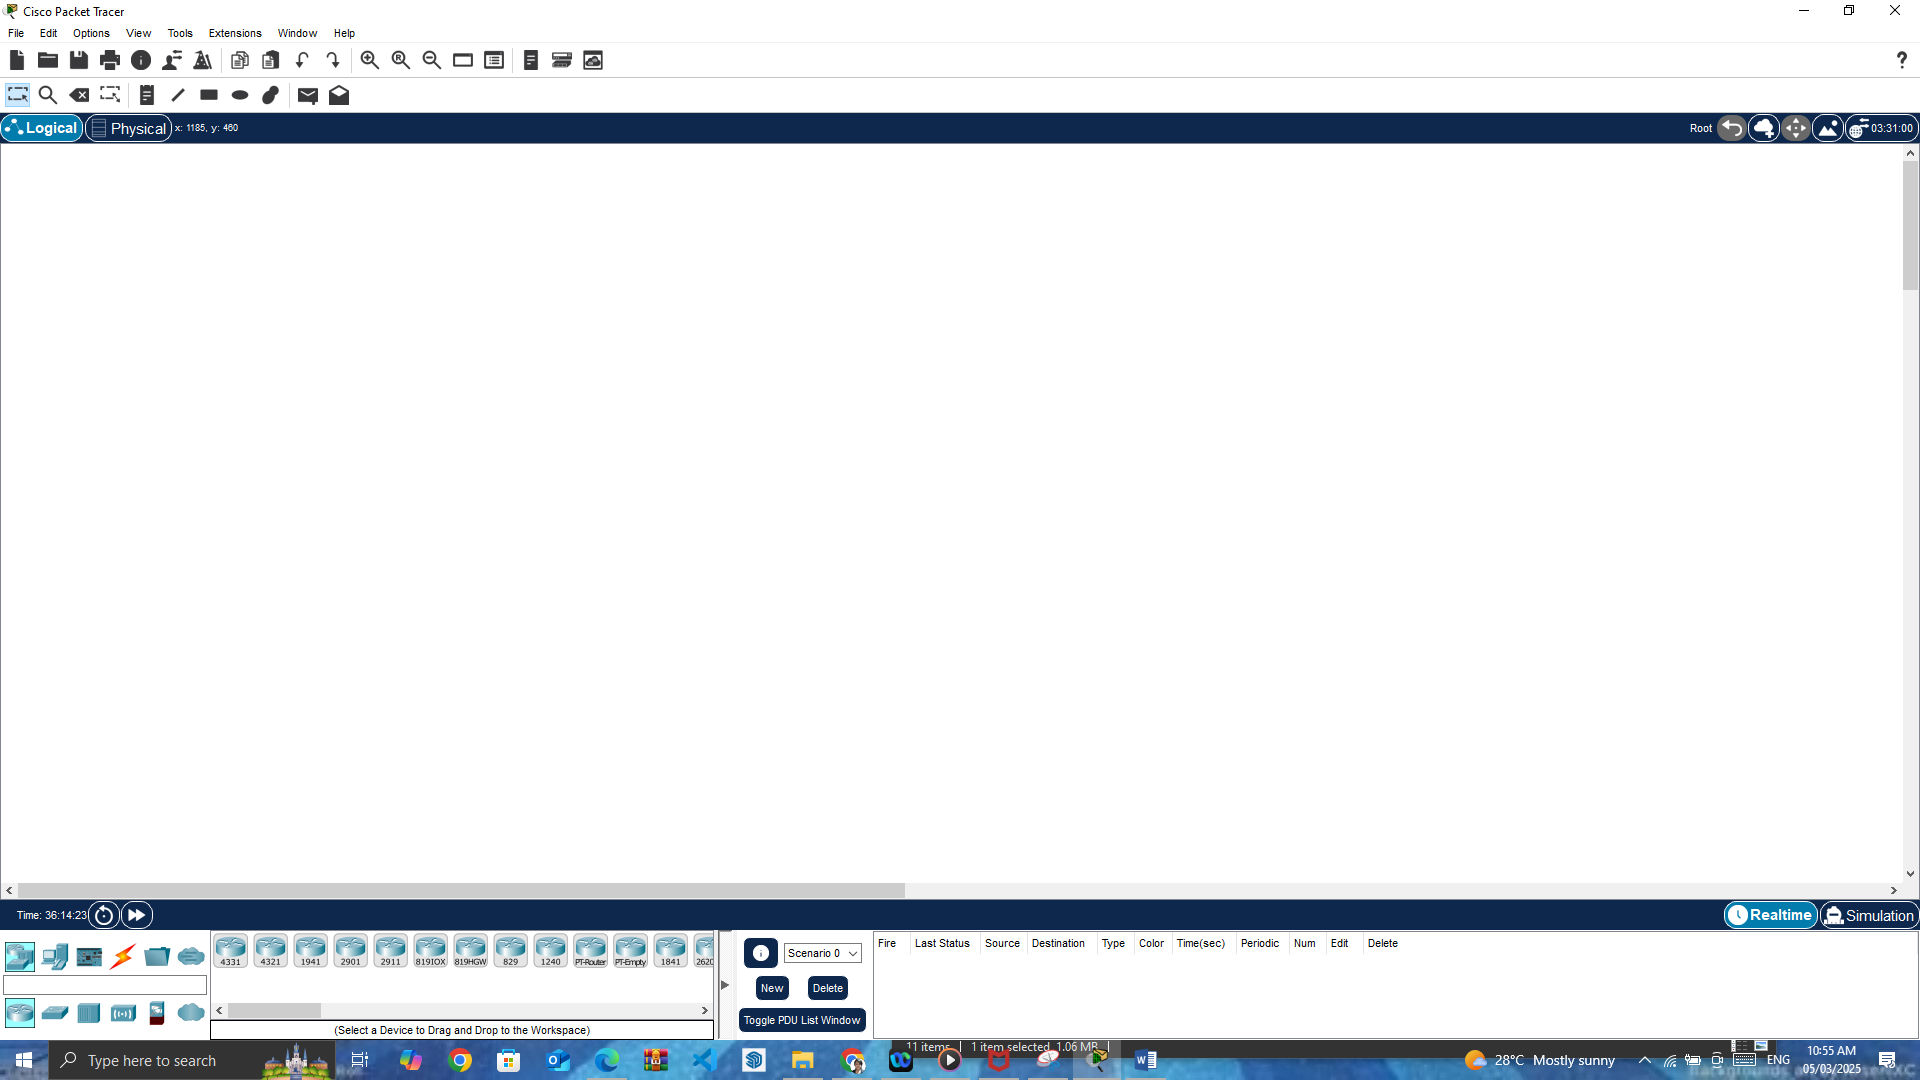 Cisco Packet Tracer
File Edit Options View Tools Extensions Window Help
?
Logical Physical x: 1185, y: 460 Root 03:31:00
Time: 36:14:23 Realtime Simulation
4331 4321 1941 2901 2911 819IOX 819HGW 829 1240 PT-Router PT-Empty 1841 2620
(Select a Device to Drag and Drop to the Workspace)
Scenario 0
New Delete
Toggle PDU List Window
Fire Last Status Source Destination Type Color Time(sec) Periodic Num Edit Delete
11 items 1 item selected 1.06 MB
Type here to search
28°C Mostly sunny ENG
10:55 AM
05/03/2025